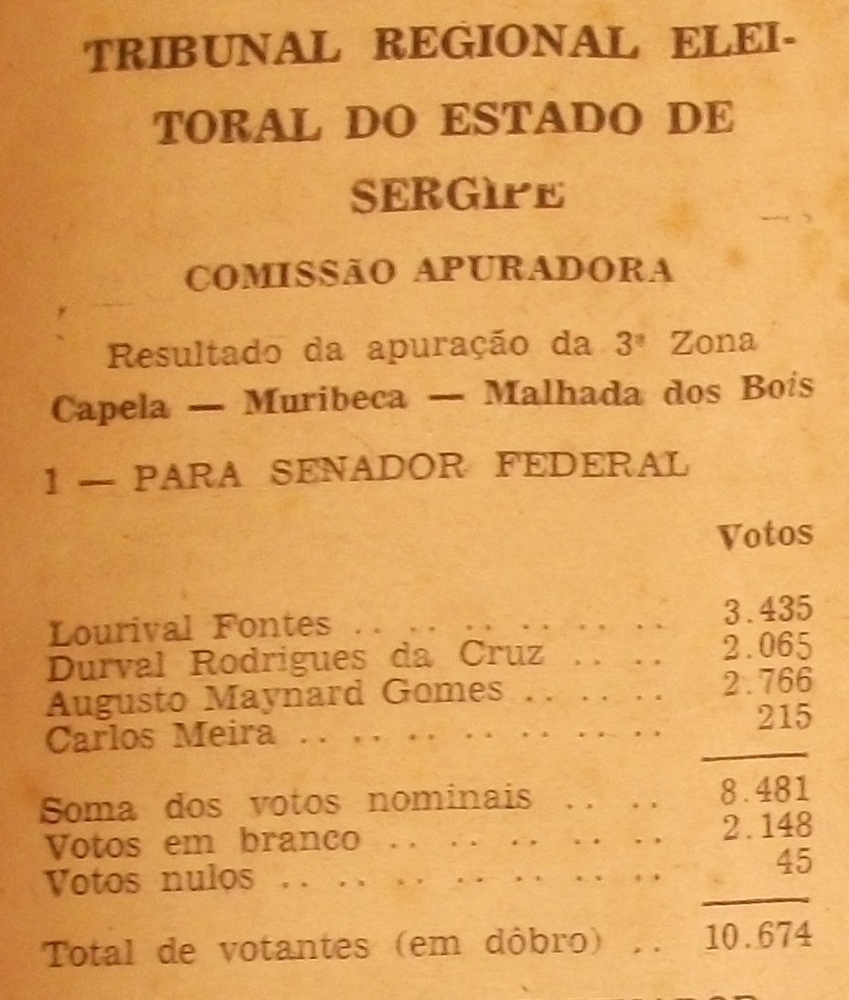 TRIBUNAL REGIONAL ELEI-
TORAL DO ESTADO DE
SERGIPE
COMISSÃO APURADORA
Resultado da apuração da 3ª Zona
Capela — Muribeca — Malhada dos Bois
1 — PARA SENADOR FEDERAL
Votos
Lourival Fontes .. .. .. .. .. .. 3.435
Durval Rodrigues da Cruz .. .. 2.065
Augusto Maynard Gomes .. .. .. 2.766
Carlos Meira .. .. .. .. .. .. .. 215
Soma dos votos nominais .. .. 8.481
Votos em branco .. .. .. .. .. 2.148
Votos nulos .. .. .. .. .. .. .. 45
Total de votantes (em dôbro) .. 10.674